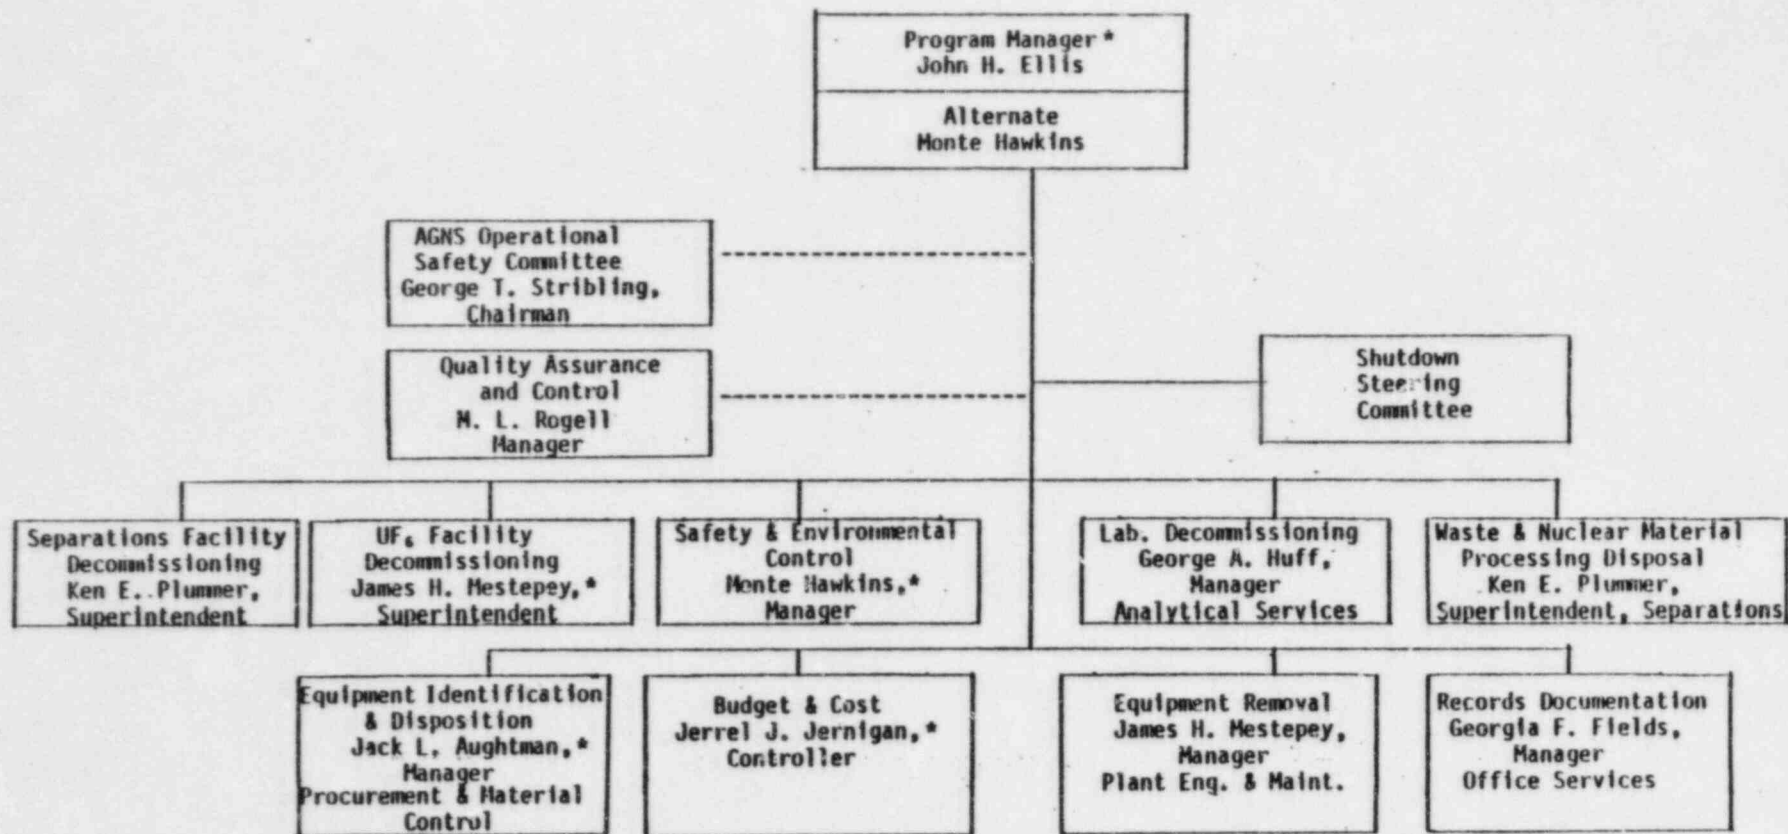 Program Manager*
John H. Ellis
Alternate
Monte Hawkins
AGNS Operational
Safety Committee
George T. Stribling,
Chairman
Quality Assurance
and Control
M. L. Rogell
Manager
Shutdown
Steering
Committee
Separations Facility
Decommissioning
Ken E. Plummer,
Superintendent
UF₆ Facility
Decommissioning
James H. Mestepey,*
Superintendent
Safety & Environmental
Control
Monte Hawkins,*
Manager
Lab. Decommissioning
George A. Huff,
Manager
Analytical Services
Waste & Nuclear Material
Processing Disposal
Ken E. Plummer,
Superintendent, Separations
Equipment Identification
& Disposition
Jack L. Aughtman,*
Manager
Procurement & Material
Control
Budget & Cost
Jerrel J. Jernigan,*
Controller
Equipment Removal
James H. Mestepey,
Manager
Plant Eng. & Maint.
Records Documentation
Georgia F. Fields,
Manager
Office Services